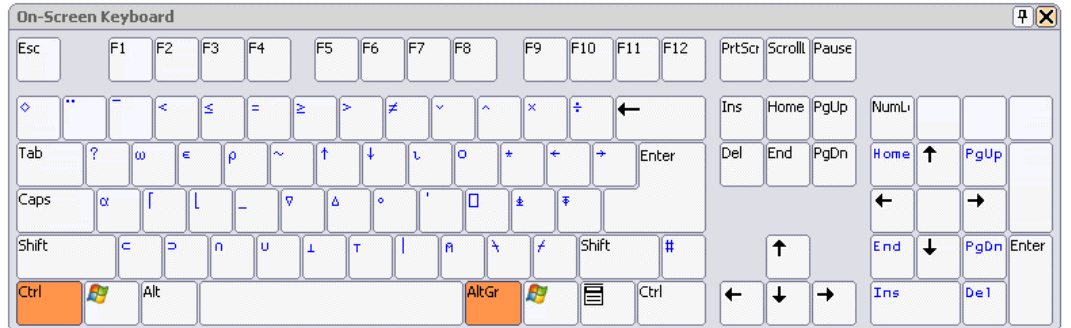 On-Screen Keyboard
Esc F1 F2 F3 F4 F5 F6 F7 F8 F9 F10 F11 F12 PrtScr ScrollL Pause
◇ ¨ ¯ < ≤ = ≥ > ≠ ∨ ∧ × ÷ ← Ins Home PgUp NumL
Tab ? ω ∊ ρ ~ ↑ ↓ ⍳ ○ * ← → Enter Del End PgDn Home ↑ PgUp
Caps ⍺ ⌈ ⌊ _ ∇ ∆ ∘ ' ⎕ ⍎ ⍕ ← →
Shift ⊂ ⊃ ∩ ∪ ⊥ ⊤ | ⍝ ⍀ ⌿ Shift # ↑ End ↓ PgDn Enter
Ctrl Alt AltGr Ctrl ← ↓ → Ins Del